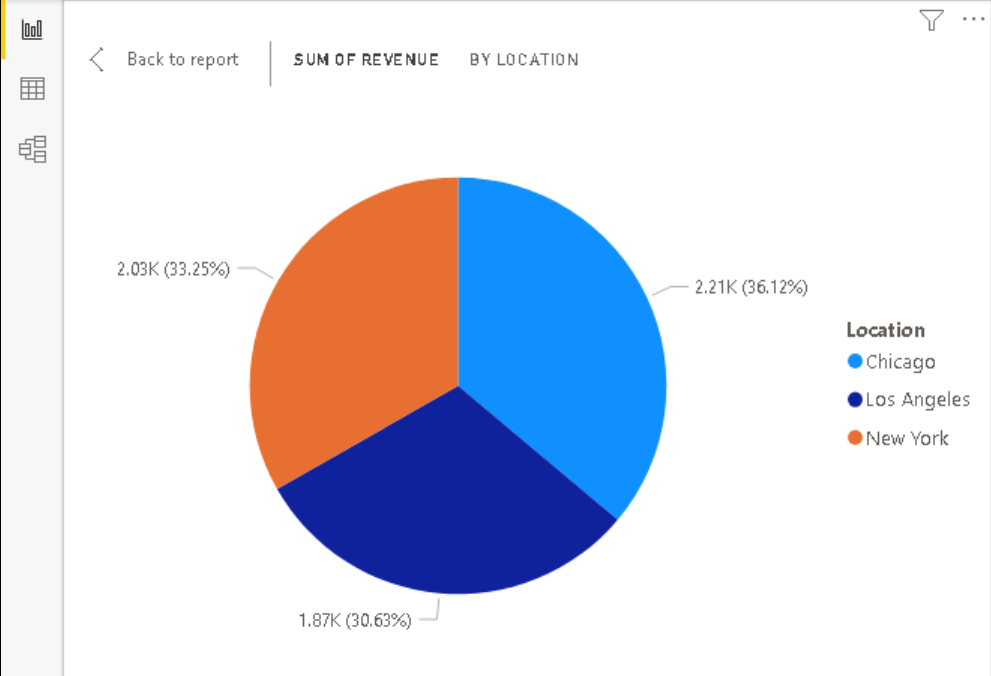 Back to report
SUM OF REVENUE
BY LOCATION
2.03K (33.25%)
2.21K (36.12%)
Location
Chicago
Los Angeles
New York
1.87K (30.63%)